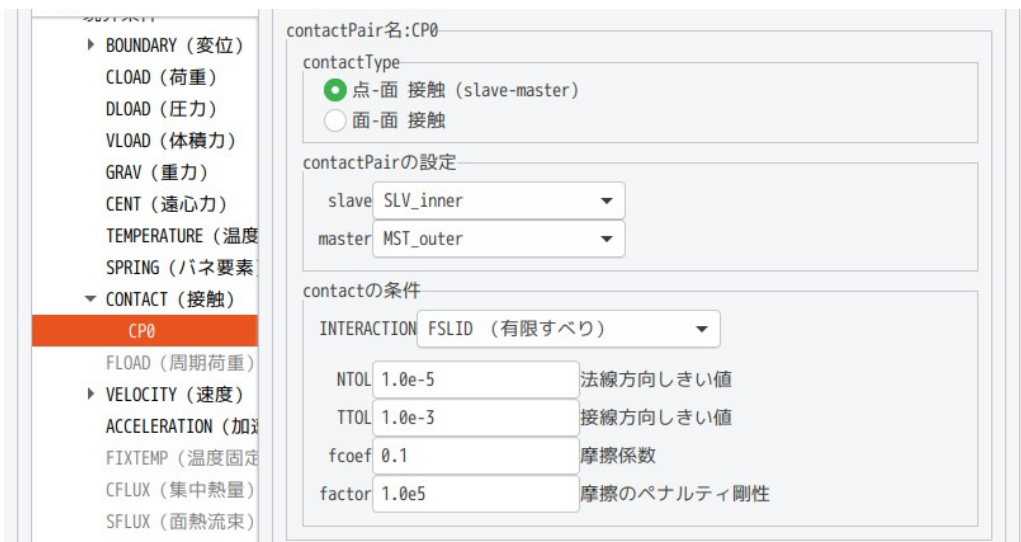 BOUNDARY (変位)
CLOAD (荷重)
DLOAD (圧力)
VLOAD (体積力)
GRAV (重力)
CENT (遠心力)
TEMPERATURE (温度
SPRING (バネ要素)
CONTACT (接触)
CP0
FLOAD (周期荷重)
VELOCITY (速度)
ACCELERATION (加速
FIXTEMP (温度固定
CFLUX (集中熱量)
SFLUX (面熱流束)
contactPair名:CP0
contactType
点-面 接触 (slave-master)
面-面 接触
contactPairの設定
slave SLV_inner
master MST_outer
contactの条件
INTERACTION FSLID (有限すべり)
NTOL 1.0e-5 法線方向しきい値
TTOL 1.0e-3 接線方向しきい値
fcoef 0.1 摩擦係数
factor 1.0e5 摩擦のペナルティ剛性